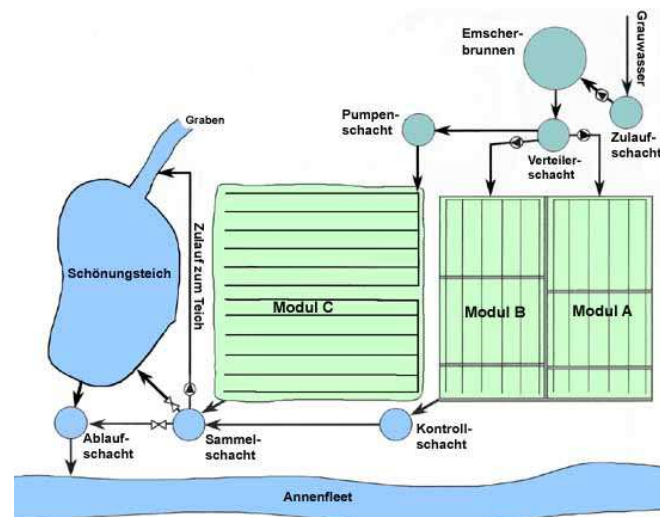 Grauwasser
Emscher-
brunnen
Pumpen-
schacht
Zulauf-
schacht
Verteiler-
schacht
Graben
Zulauf zum Teich
Schönungsteich
Modul C
Modul B
Modul A
Ablauf-
schacht
Sammel-
schacht
Kontroll-
schacht
Annenfleet